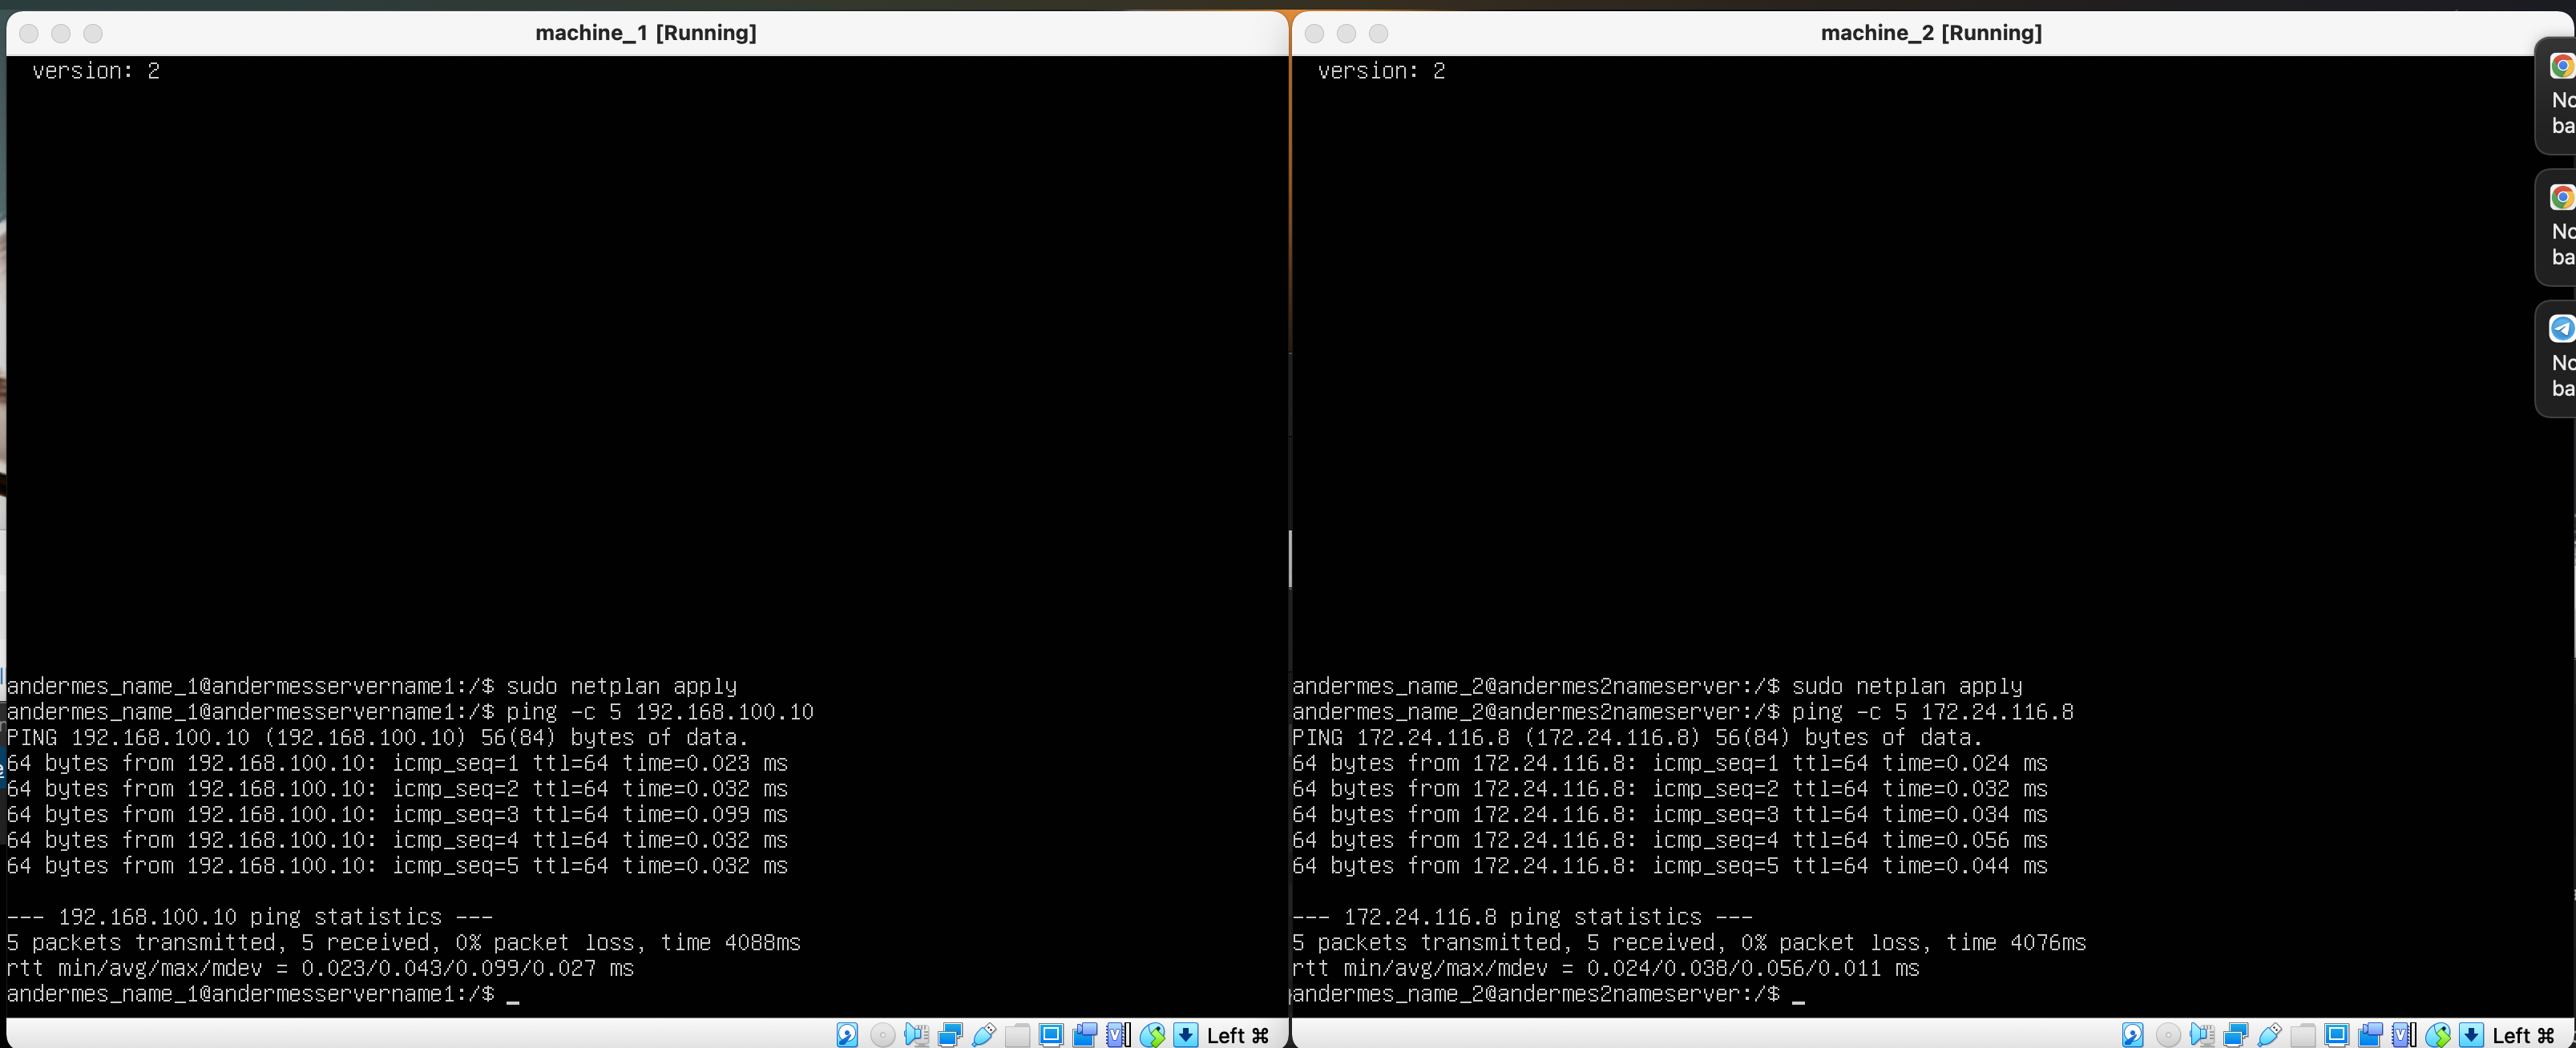 machine_1 [Running]
version: 2
andermes_name_1@andermesservername1:/$ sudo netplan apply
andermes_name_1@andermesservername1:/$ ping -c 5 192.168.100.10
PING 192.168.100.10 (192.168.100.10) 56(84) bytes of data.
64 bytes from 192.168.100.10: icmp_seq=1 ttl=64 time=0.023 ms
64 bytes from 192.168.100.10: icmp_seq=2 ttl=64 time=0.032 ms
64 bytes from 192.168.100.10: icmp_seq=3 ttl=64 time=0.099 ms
64 bytes from 192.168.100.10: icmp_seq=4 ttl=64 time=0.032 ms
64 bytes from 192.168.100.10: icmp_seq=5 ttl=64 time=0.032 ms
--- 192.168.100.10 ping statistics ---
5 packets transmitted, 5 received, 0% packet loss, time 4088ms
rtt min/avg/max/mdev = 0.023/0.043/0.099/0.027 ms
andermes_name_1@andermesservername1:/$ _
Left ⌘
machine_2 [Running]
version: 2
andermes_name_2@andermes2nameserver:/$ sudo netplan apply
andermes_name_2@andermes2nameserver:/$ ping -c 5 172.24.116.8
PING 172.24.116.8 (172.24.116.8) 56(84) bytes of data.
64 bytes from 172.24.116.8: icmp_seq=1 ttl=64 time=0.024 ms
64 bytes from 172.24.116.8: icmp_seq=2 ttl=64 time=0.032 ms
64 bytes from 172.24.116.8: icmp_seq=3 ttl=64 time=0.034 ms
64 bytes from 172.24.116.8: icmp_seq=4 ttl=64 time=0.056 ms
64 bytes from 172.24.116.8: icmp_seq=5 ttl=64 time=0.044 ms
--- 172.24.116.8 ping statistics ---
5 packets transmitted, 5 received, 0% packet loss, time 4076ms
rtt min/avg/max/mdev = 0.024/0.038/0.056/0.011 ms
andermes_name_2@andermes2nameserver:/$ _
Left ⌘